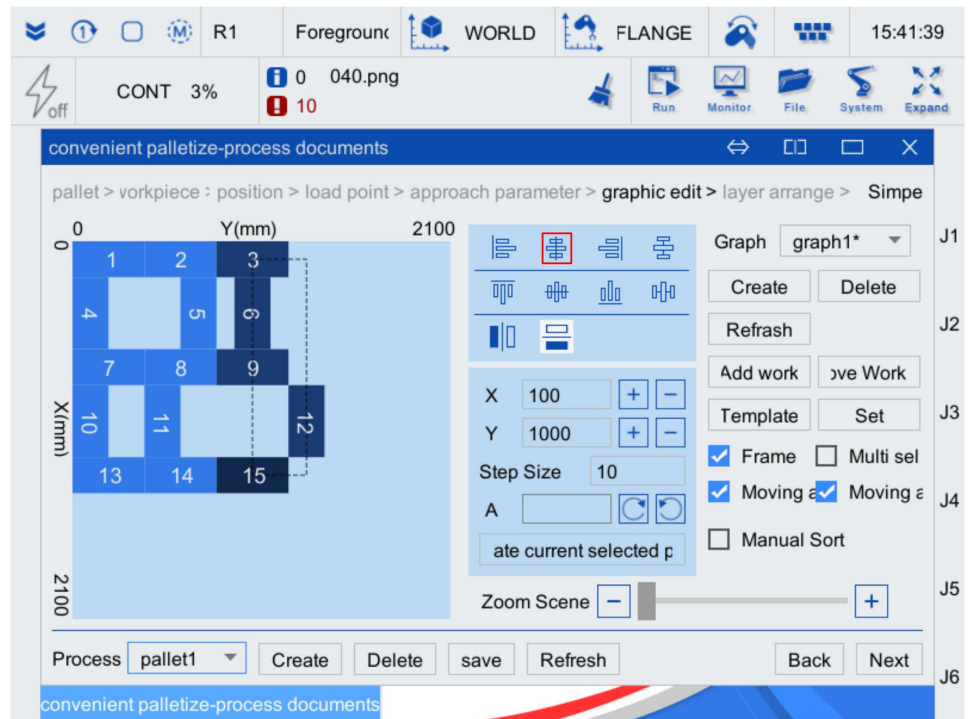 1 M R1 Foregrounc WORLD FLANGE 15:41:39
off CONT 3% 0 040.png
10
Run Monitor File System Expand
convenient palletize-process documents
pallet > vorkpiece : position > load point > approach parameter > graphic edit > layer arrange > Simpe
0 Y(mm) 2100
0
X(mm)
2100
1 2 3
4 5 6
7 8 9
10 11 12
13 14 15
X 100 + −
Y 1000 + −
Step Size 10
A
ate current selected p
Zoom Scene − +
Graph graph1*
Create Delete
Refrash
Add work ove Work
Template Set
Frame Multi sel
Moving a Moving a
Manual Sort
J1
J2
J3
J4
J5
J6
Process pallet1 Create Delete save Refresh Back Next
convenient palletize-process documents